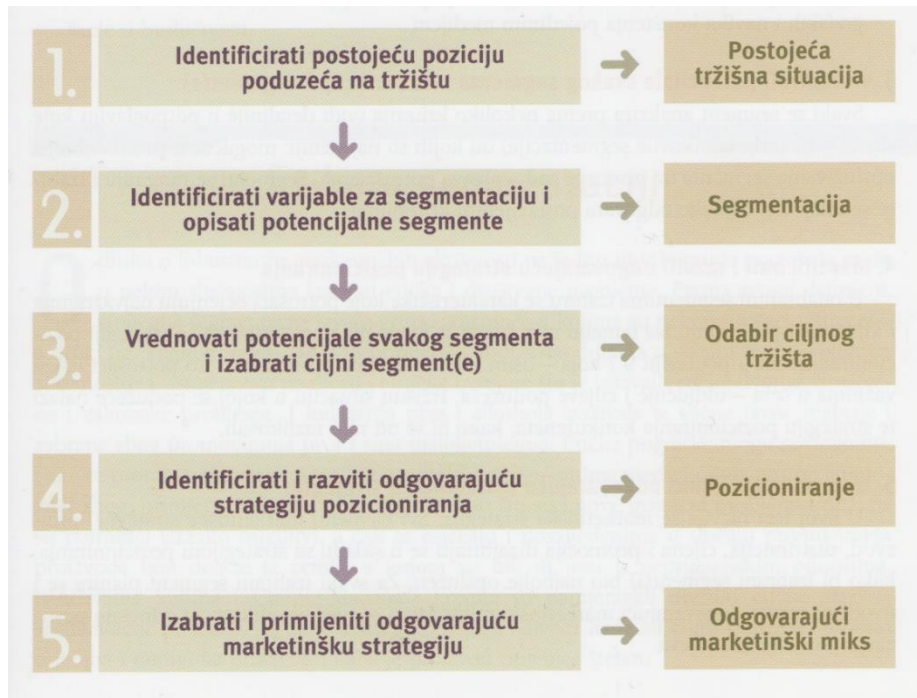 1.
Identificirati postojeću poziciju
poduzeća na tržištu
Postojeća
tržišna situacija
2.
Identificirati varijable za segmentaciju i
opisati potencijalne segmente
Segmentacija
3.
Vrednovati potencijale svakog segmenta
i izabrati ciljni segment(e)
Odabir ciljnog
tržišta
4.
Identificirati i razviti odgovarajuću
strategiju pozicioniranja
Pozicioniranje
5.
Izabrati i primijeniti odgovarajuću
marketinšku strategiju
Odgovarajući
marketinški miks